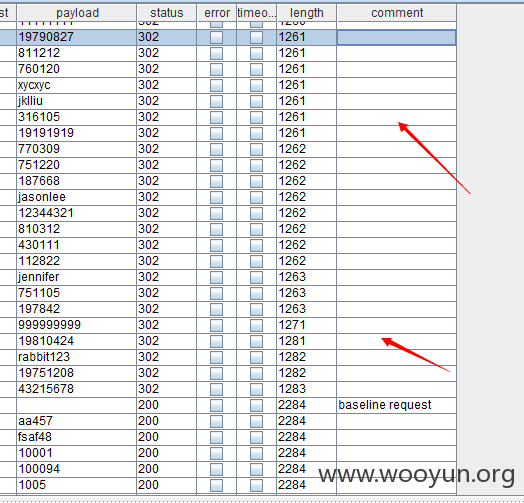 st payload status error timeo... length comment
19790827 302 1261
811212 302 1261
760120 302 1261
xycxyc 302 1261
jklliu 302 1261
316105 302 1261
19191919 302 1261
770309 302 1262
751220 302 1262
187668 302 1262
jasonlee 302 1262
12344321 302 1262
810312 302 1262
430111 302 1262
112822 302 1262
jennifer 302 1263
751105 302 1263
197842 302 1263
999999999 302 1271
19810424 302 1281
rabbit123 302 1282
19751208 302 1282
43215678 302 1283
200 2284 baseline request
aa457 200 2284
fsaf48 200 2284
10001 200 2284
100094 200 2284
1005 200 2284
www.wooyun.org